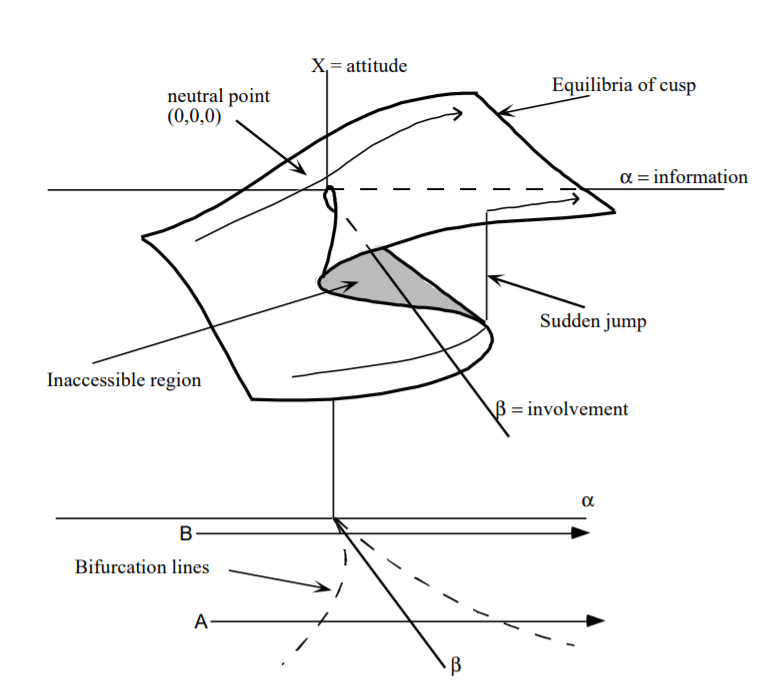 X = attitude
Equilibria of cusp
neutral point
(0,0,0)
α = information
Sudden jump
Inaccessible region
β = involvement
α
B
Bifurcation lines
A
β